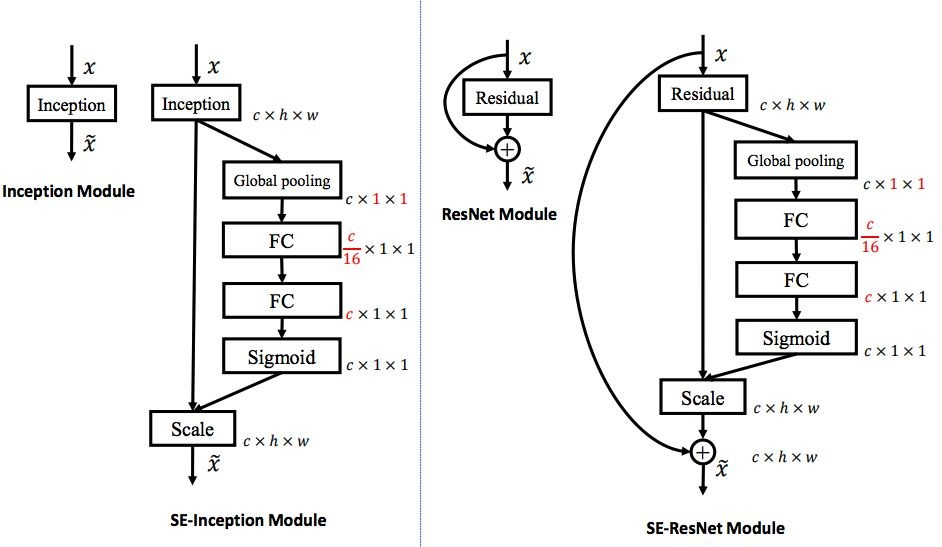 x
Inception
x̃
Inception Module
x
Inception
c × h × w
Global pooling
c × 1 × 1
FC
c/16 × 1 × 1
FC
c × 1 × 1
Sigmoid
c × 1 × 1
Scale
c × h × w
x̃
SE-Inception Module
x
Residual
+
x̃
ResNet Module
x
Residual
c × h × w
Global pooling
c × 1 × 1
FC
c/16 × 1 × 1
FC
c × 1 × 1
Sigmoid
c × 1 × 1
Scale
c × h × w
+
x̃
c × h × w
SE-ResNet Module